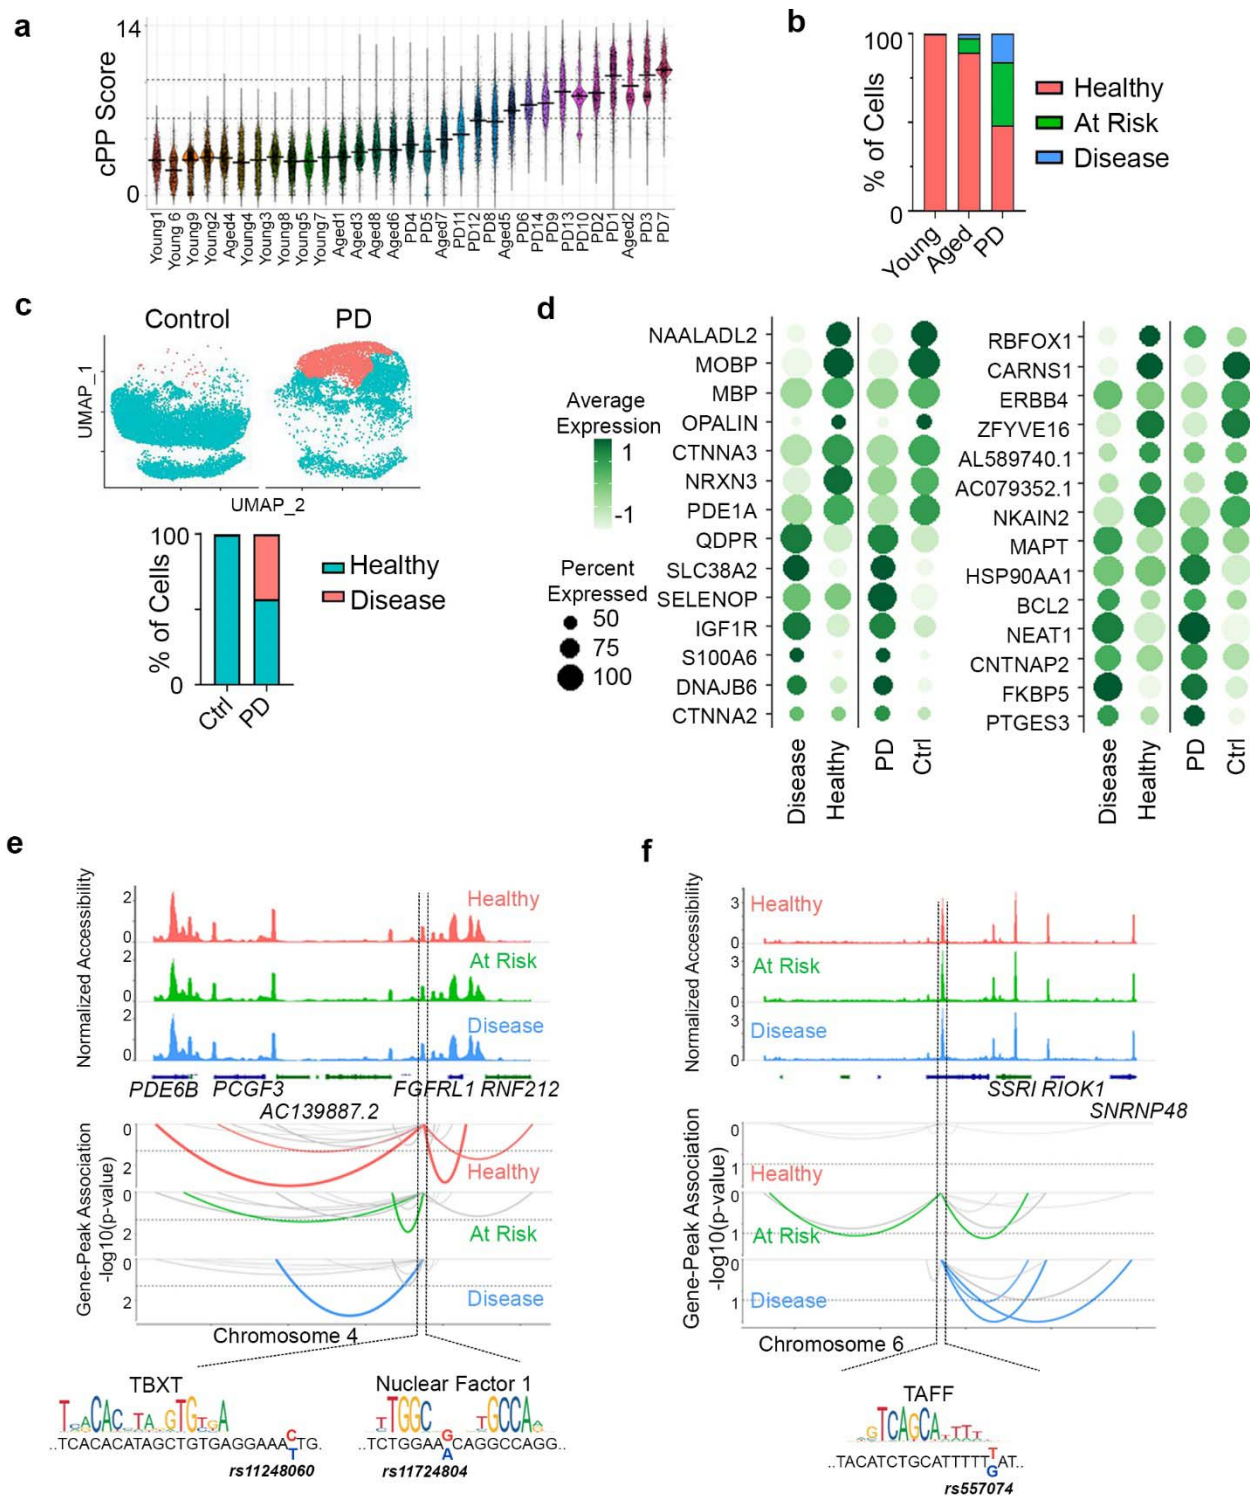 a
14
cPP Score
0
Young1
Young 6
Young9
Young2
Aged4
Young4
Young3
Young8
Young5
Young7
Aged1
Aged3
Aged8
Aged6
PD4
PD5
Aged7
PD11
PD12
PD8
Aged5
PD6
PD14
PD9
PD13
PD10
PD2
PD1
Aged2
PD3
PD7
b
100
% of Cells
0
Young
Aged
PD
Healthy
At Risk
Disease
c
Control PD
UMAP_1
UMAP_2
100
% of Cells
0
Ctrl
PD
Healthy
Disease
d
Average
Expression
1
-1
Percent
Expressed
50
75
100
NAALADL2
MOBP
MBP
OPALIN
CTNNA3
NRXN3
PDE1A
QDPR
SLC38A2
SELENOP
IGF1R
S100A6
DNAJB6
CTNNA2
Disease
Healthy
PD
Ctrl
RBFOX1
CARNS1
ERBB4
ZFYVE16
AL589740.1
AC079352.1
NKAIN2
MAPT
HSP90AA1
BCL2
NEAT1
CNTNAP2
FKBP5
PTGES3
Disease
Healthy
PD
Ctrl
e
Normalized Accessibility
2
0
Healthy
2
0
At Risk
2
0
Disease
PDE6B PCGF3 FGFRL1 RNF212
AC139887.2
Gene-Peak Association
-log10(p-value)
0
2
Healthy
0
2
At Risk
0
2
Disease
Chromosome 4
TBXT
..TCACACATAGCTGTGAGGAAACTG.
T
rs11248060
Nuclear Factor 1
G
..TCTGGAA CAGGCCAGG..
A
rs11724804
f
Normalized Accessibility
3
0
Healthy
3
0
At Risk
3
0
Disease
SSRI RIOK1
SNRNP48
Gene-Peak Association
-log10(p-value)
0
1
Healthy
0
1
At Risk
0
1
Disease
Chromosome 6
TAFF
T
..TACATCTGCATTTTT AT..
G
rs557074